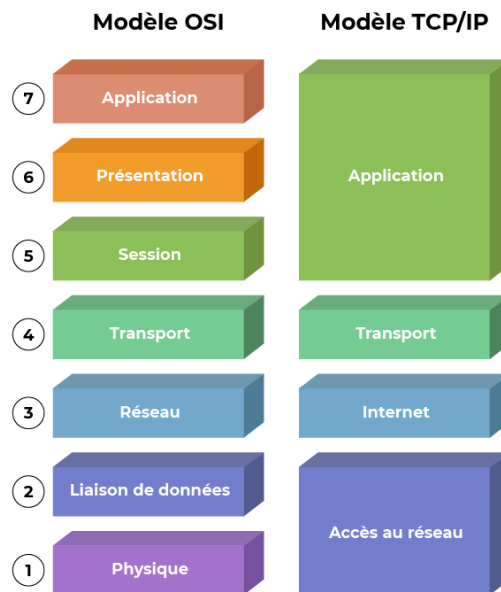 Modèle OSI
Modèle TCP/IP
7
Application
Application
6
Présentation
5
Session
4
Transport
Transport
3
Réseau
Internet
2
Liaison de données
Accès au réseau
1
Physique